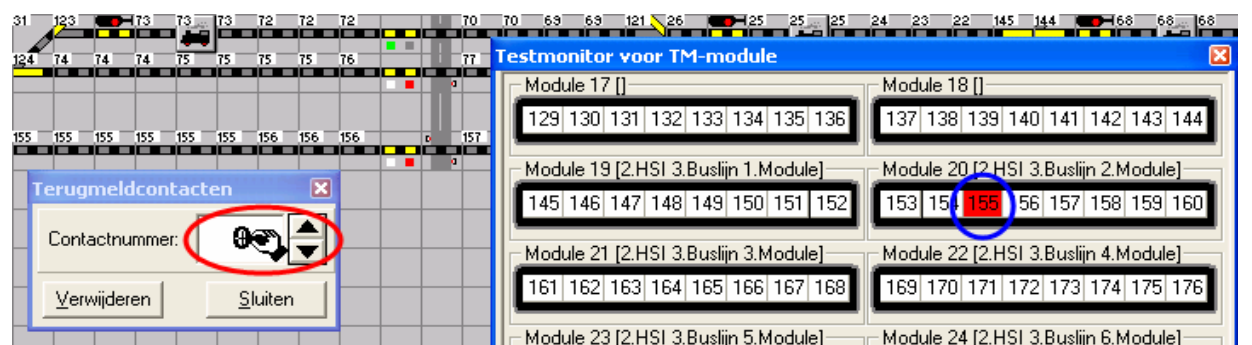 31 123 73 73 73 72 72 72 70 70 69 69 121 26 25 25 25 24 23 22 145 144 68 68 68
124 74 74 74 75 75 75 75 76 77
155 155 155 155 155 155 156 156 156 157
Terugmeldcontacten
Contactnummer: 0
Verwijderen Sluiten
Testmonitor voor TM-module
Module 17 [] Module 18 []
129 130 131 132 133 134 135 136 137 138 139 140 141 142 143 144
Module 19 [2.HSI 3.Buslijn 1.Module] Module 20 [2.HSI 3.Buslijn 2.Module]
145 146 147 148 149 150 151 152 153 154 155 156 157 158 159 160
Module 21 [2.HSI 3.Buslijn 3.Module] Module 22 [2.HSI 3.Buslijn 4.Module]
161 162 163 164 165 166 167 168 169 170 171 172 173 174 175 176
Module 23 [2.HSI 3.Buslijn 5.Module] Module 24 [2.HSI 3.Buslijn 6.Module]